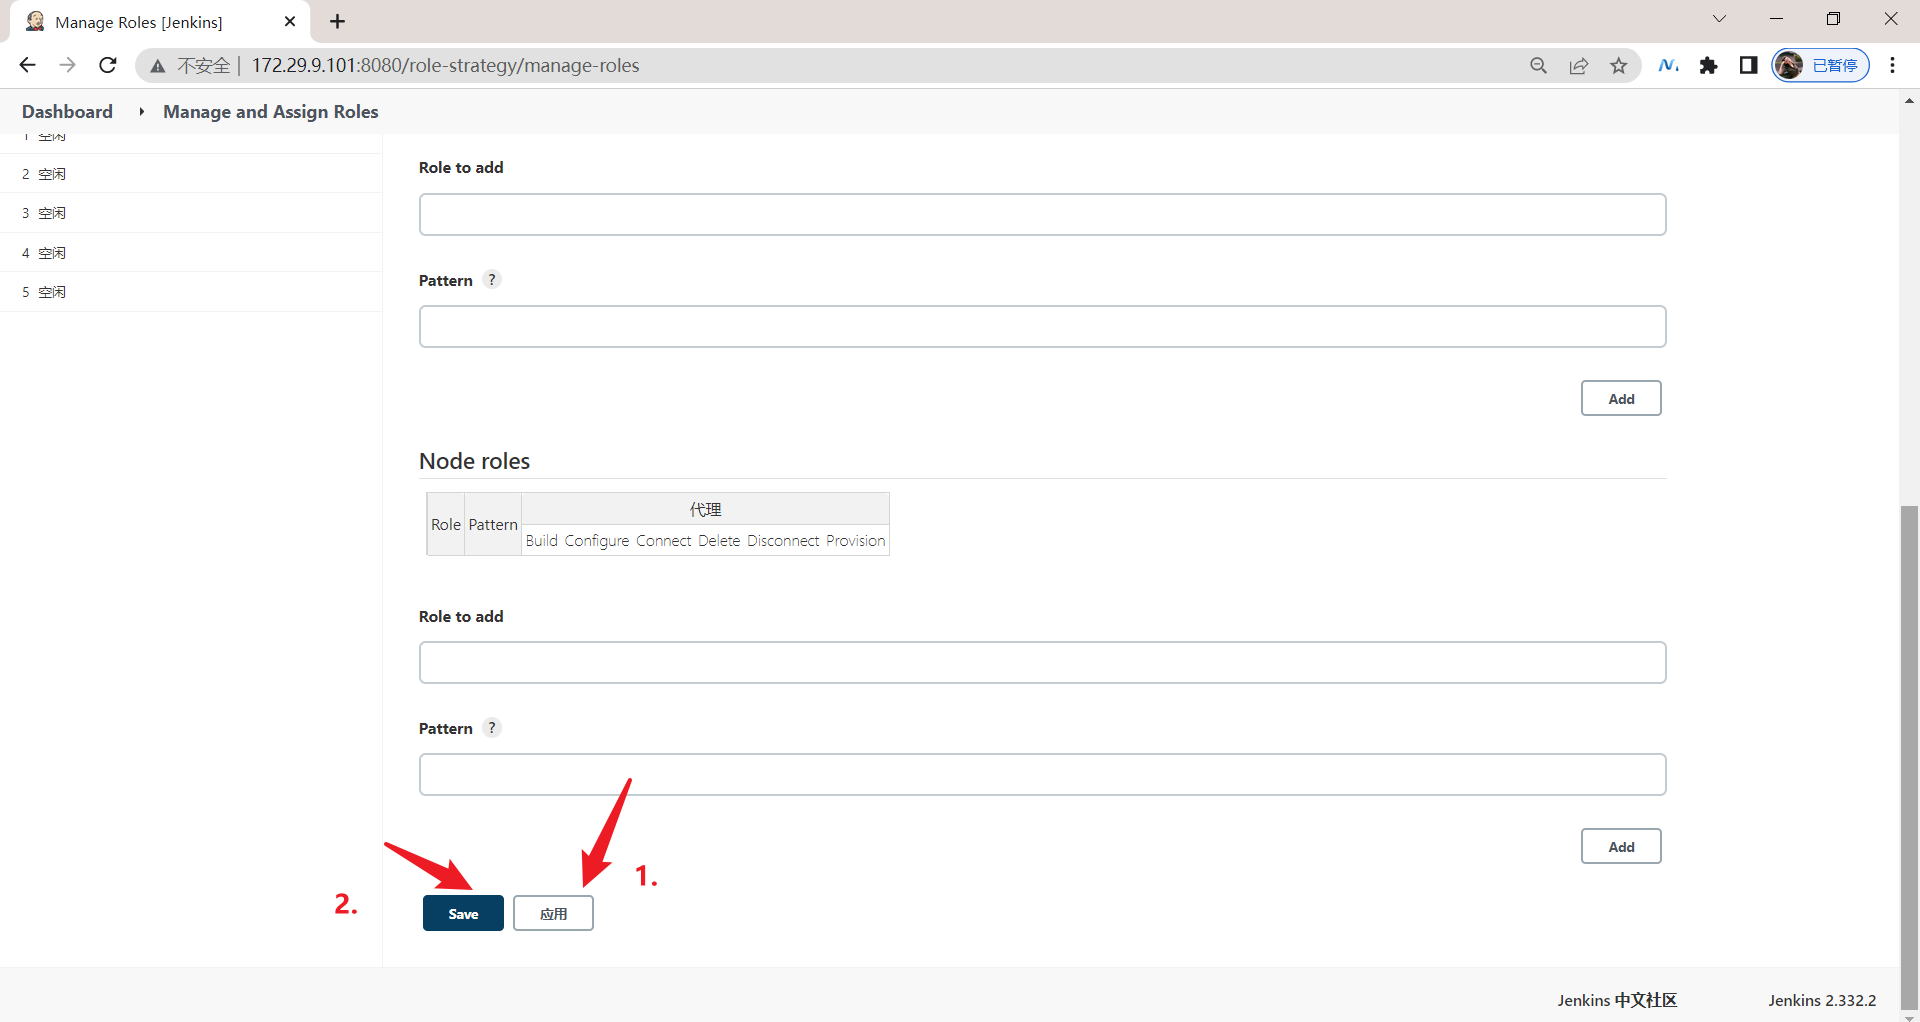 Manage Roles [Jenkins]
不安全 | 172.29.9.101:8080/role-strategy/manage-roles
已暂停
Dashboard Manage and Assign Roles
1 空闲
2 空闲
3 空闲
4 空闲
5 空闲
Role to add
Pattern ?
Add
Node roles
Role Pattern 代理
Build Configure Connect Delete Disconnect Provision
Role to add
Pattern ?
Add
1.
2.
Save 应用
Jenkins 中文社区 Jenkins 2.332.2